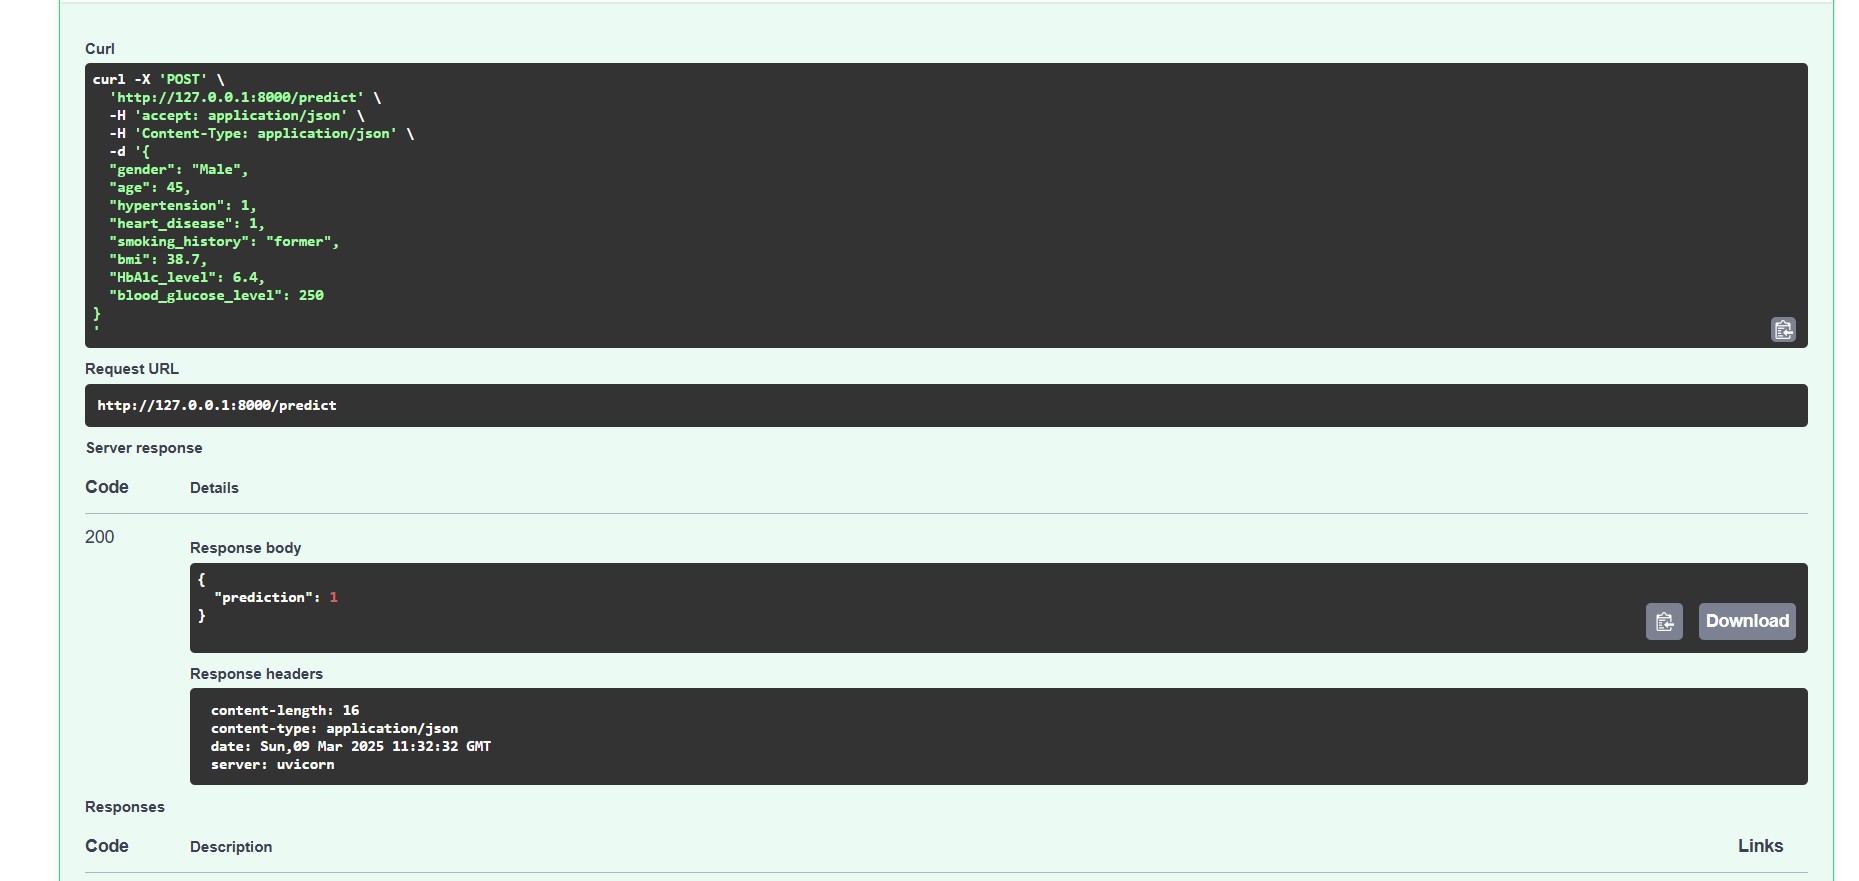 Curl
curl -X 'POST' \
  'http://127.0.0.1:8000/predict' \
  -H 'accept: application/json' \
  -H 'Content-Type: application/json' \
  -d '{
  "gender": "Male",
  "age": 45,
  "hypertension": 1,
  "heart_disease": 1,
  "smoking_history": "former",
  "bmi": 38.7,
  "HbA1c_level": 6.4,
  "blood_glucose_level": 250
}
'
Request URL
http://127.0.0.1:8000/predict
Server response
Code Details
200
Response body
{
  "prediction": 1
}
Download
Response headers
content-length: 16
content-type: application/json
date: Sun,09 Mar 2025 11:32:32 GMT
server: uvicorn
Responses
Code Description Links